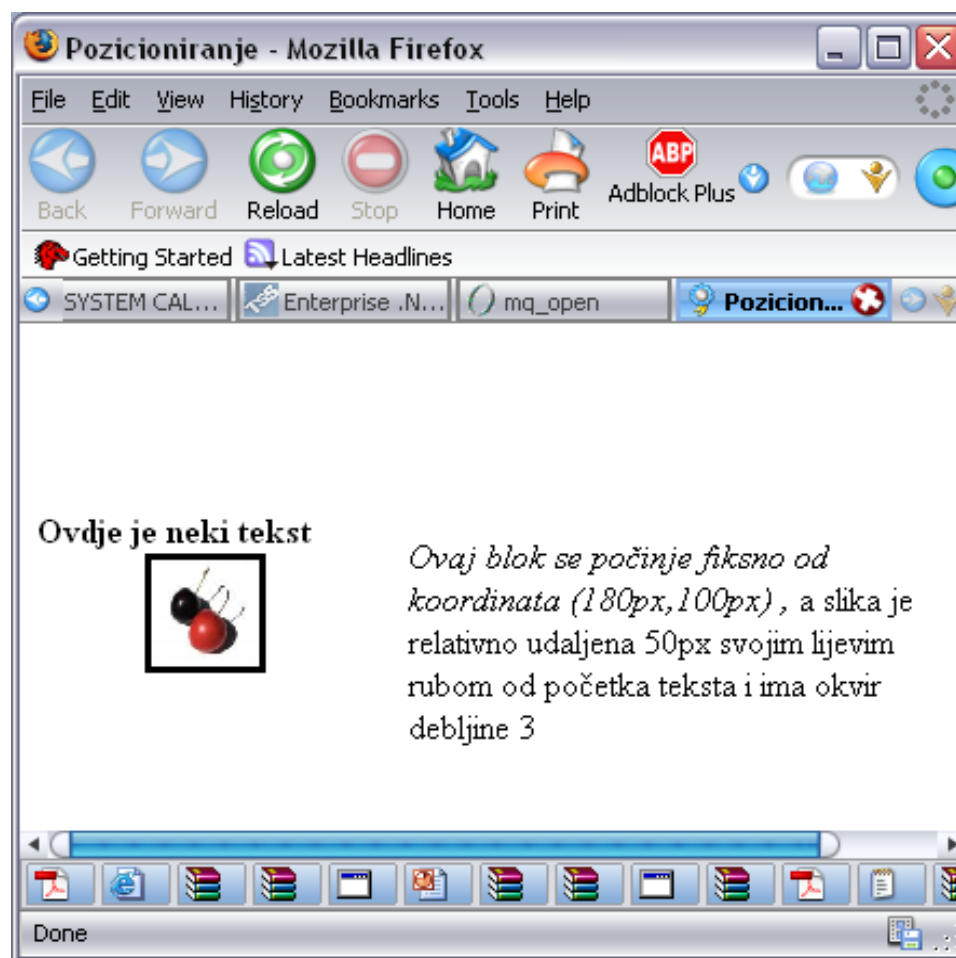 Pozicioniranje - Mozilla Firefox
File Edit View History Bookmarks Tools Help
ABP
Back Forward Reload Stop Home Print Adblock Plus
Getting Started Latest Headlines
SYSTEM CAL... Enterprise .N... mq_open Pozicion...
Ovdje je neki tekst
Ovaj blok se počinje fiksno od
koordinata (180px,100px) , a slika je
relativno udaljena 50px svojim lijevim
rubom od početka teksta i ima okvir
debljine 3
Done